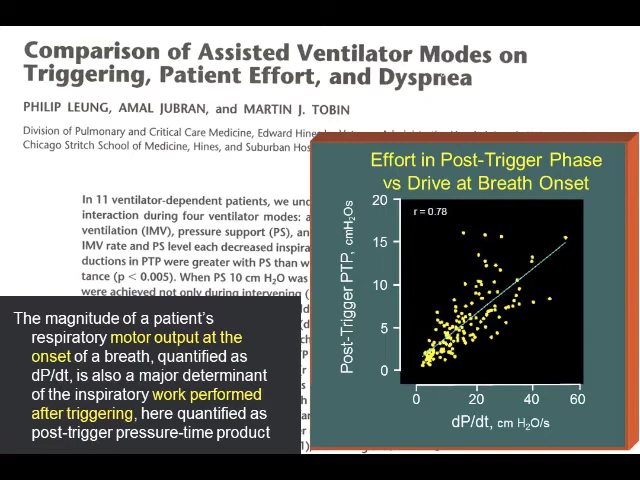 Comparison of Assisted Ventilator Modes on
Triggering, Patient Effort, and Dyspnea
PHILIP LEUNG, AMAL JUBRAN, and MARTIN J. TOBIN
Division of Pulmonary and Critical Care Medicine, Edward Hines
Chicago Stritch School of Medicine, Hines, and Suburban Hos
In 11 ventilator-dependent patients, we
interaction during four ventilator modes:
ventilation (IMV), pressure support (PS), an
IMV rate and PS level each decreased inspira
ductions in PTP were greater with PS than
tance (p < 0.005). When PS 10 cm H2O was
were achieved not only during intervening
The magnitude of a patient's
respiratory motor output at the
onset of a breath, quantified as
dP/dt, is also a major determinant
of the inspiratory work performed
after triggering, here quantified as
post-trigger pressure-time product
Effort in Post-Trigger Phase
vs Drive at Breath Onset
r = 0.78
Post-Trigger PTP, cmH2Os
20
15
10
5
0
0 20 40 60
dP/dt, cm H2O/s